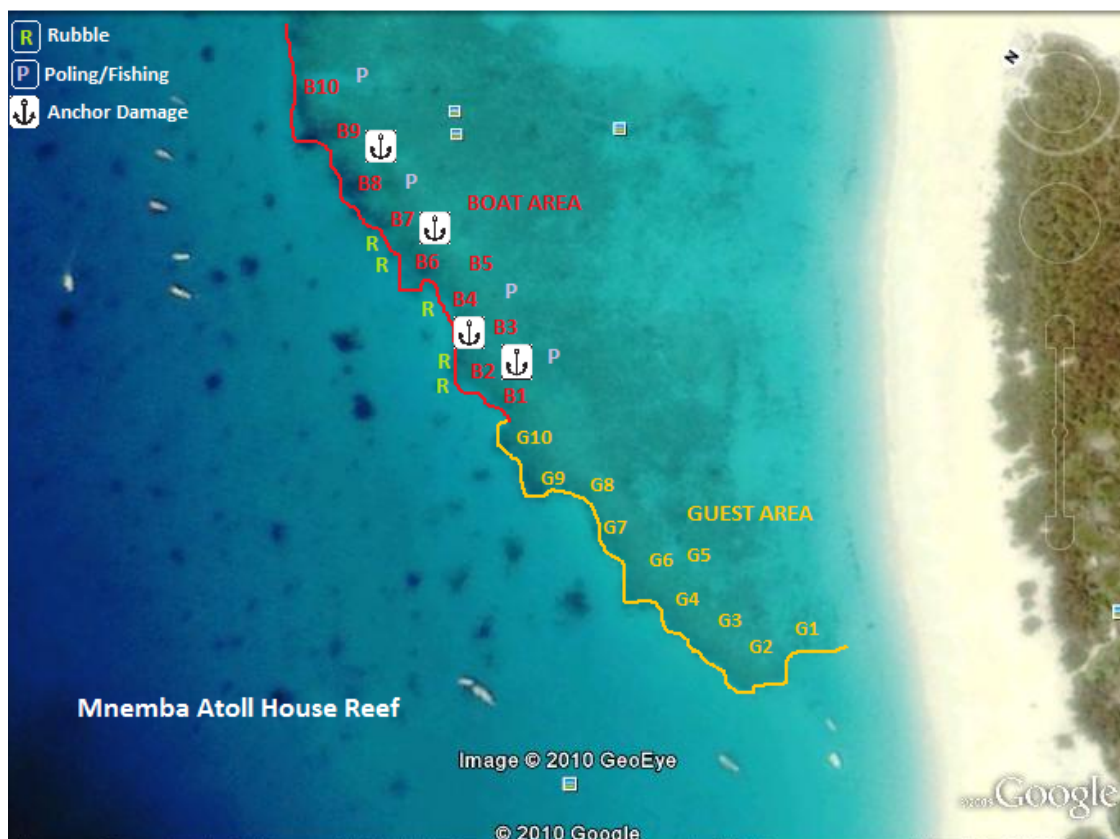 R Rubble
P Poling/Fishing
Anchor Damage
N
B10 P
B9
B8 P
BOAT AREA
B7
R
R B6 B5
B4 P
R
B3
R B2 P
R
B1
G10
G9 G8
G7 GUEST AREA
G6 G5
G4
G3
G2 G1
Mnemba Atoll House Reef
Image © 2010 GeoEye
© 2010 Google
Google